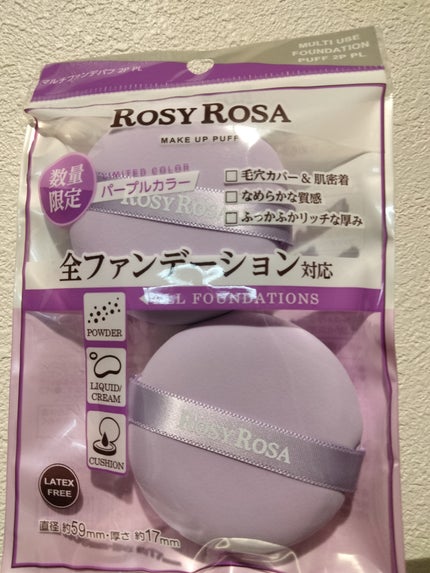 マルチファンデパフ 2P PL
MULTI USE
FOUNDATION
PUFF 2P PL
ROSY ROSA
MAKE UP PUFF
数量
限定
LIMITED COLOR
パープルカラー
ROSY ROSA
毛穴カバー&肌密着
なめらかな質感
ふっかふかリッチな厚み
全ファンデーション対応
ALL FOUNDATIONS
POWDER
LIQUID/
CREAM
CUSHION
ROSY ROSA
LATEX
FREE
直径 約59mm・厚さ 約17mm